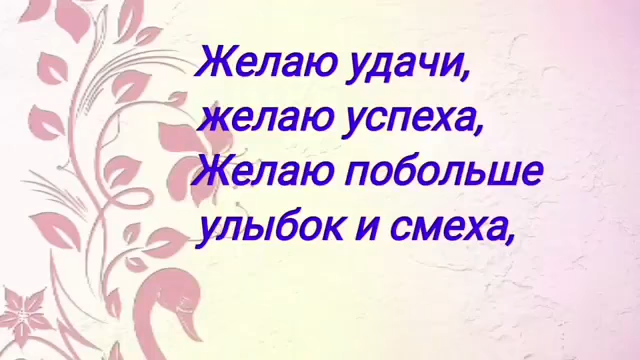 Желаю удачи,
желаю успеха,
Желаю побольше
улыбок и смеха,